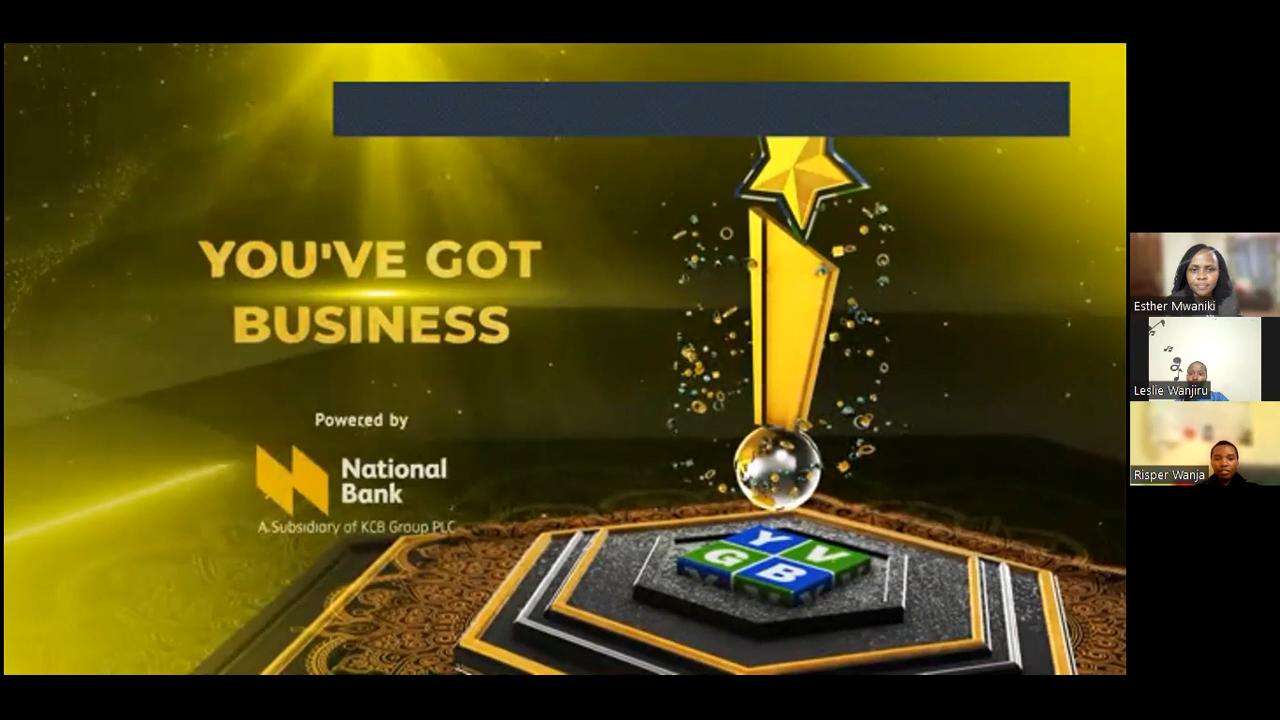 YOU'VE GOT
BUSINESS
Powered by
National
Bank
A Subsidiary of KCB Group PLC
Y V
G B
Esther Mwaniki
Leslie Wanjiru
Risper Wanja